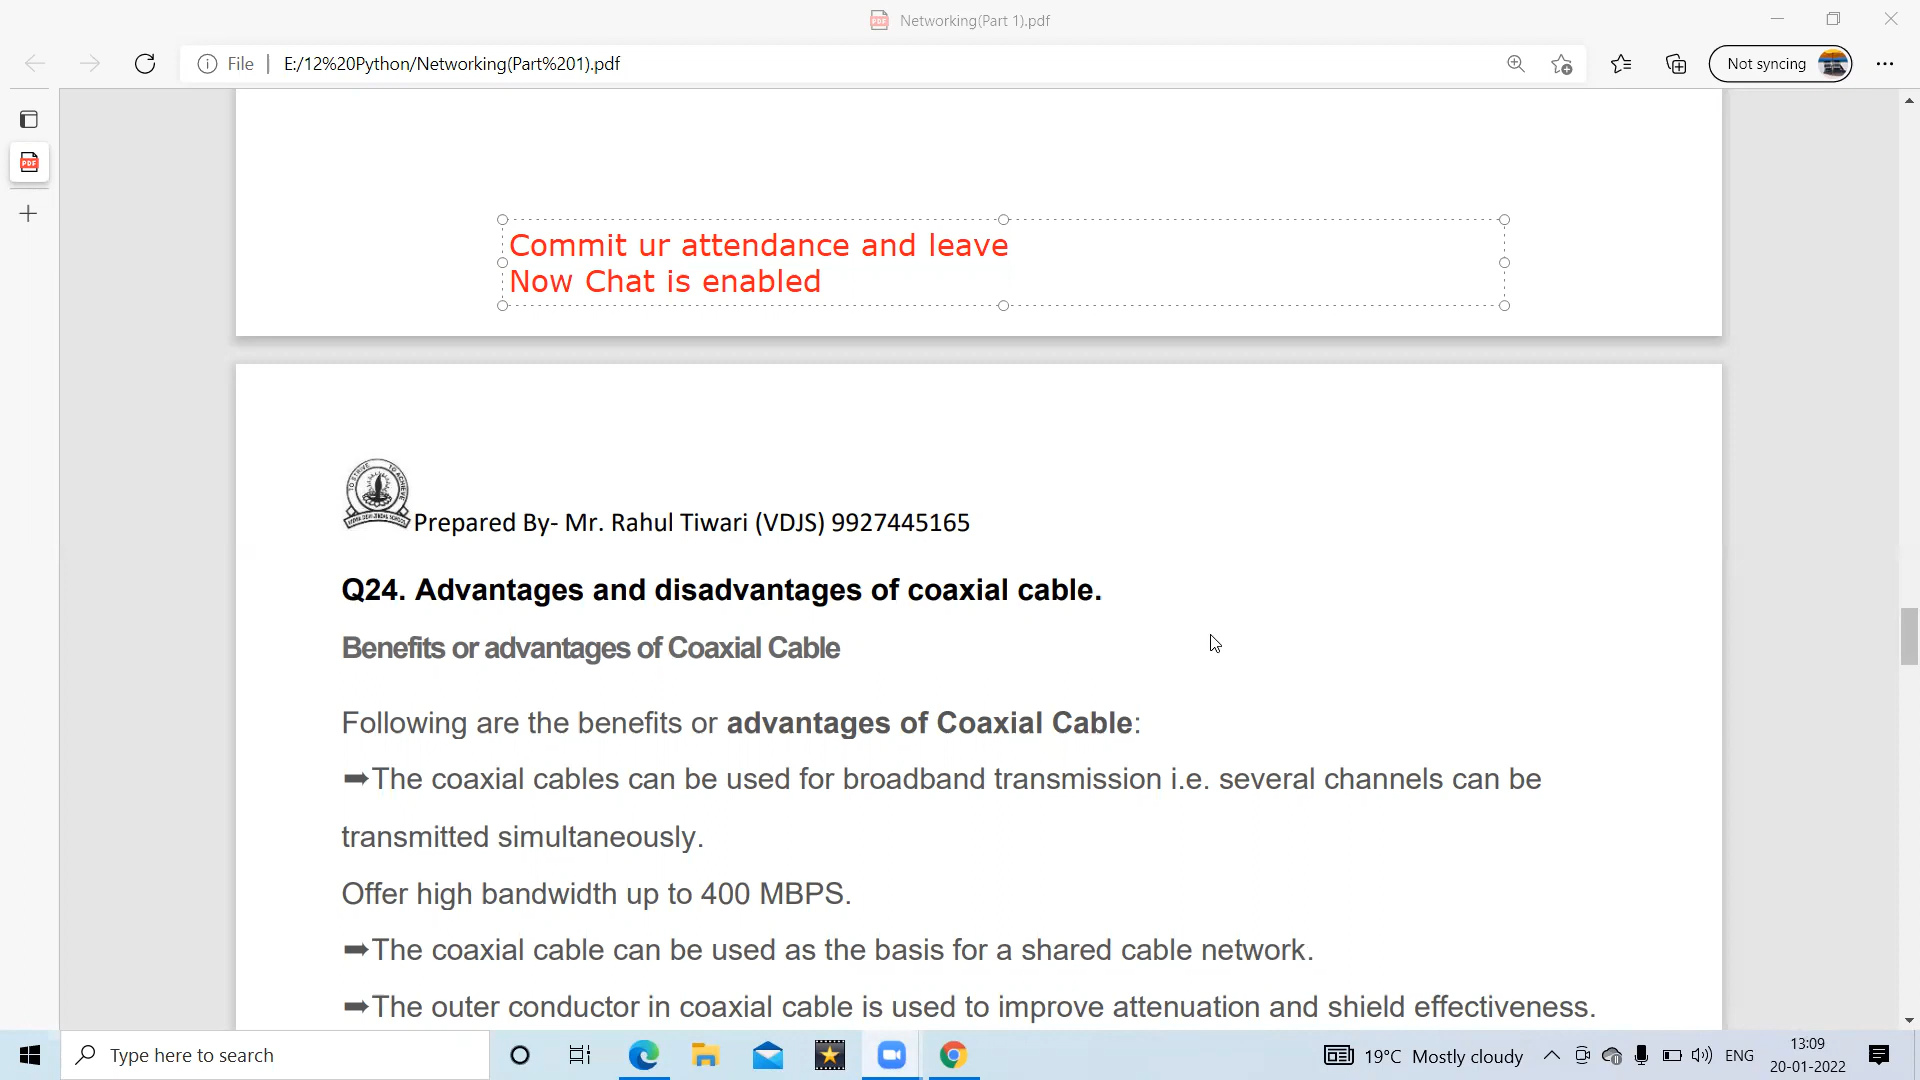 Networking(Part 1).pdf
File | E:/12%20Python/Networking(Part%201).pdf
Not syncing
PDF
Commit ur attendance and leave
Now Chat is enabled
TO STRIVE TO ACHIEVE
Prepared By- Mr. Rahul Tiwari (VDJS) 9927445165
Q24. Advantages and disadvantages of coaxial cable.
Benefits or advantages of Coaxial Cable
Following are the benefits or advantages of Coaxial Cable:
➡The coaxial cables can be used for broadband transmission i.e. several channels can be
transmitted simultaneously.
Offer high bandwidth up to 400 MBPS.
➡The coaxial cable can be used as the basis for a shared cable network.
➡The outer conductor in coaxial cable is used to improve attenuation and shield effectiveness.
Type here to search
19°C Mostly cloudy
ENG
13:09
20-01-2022